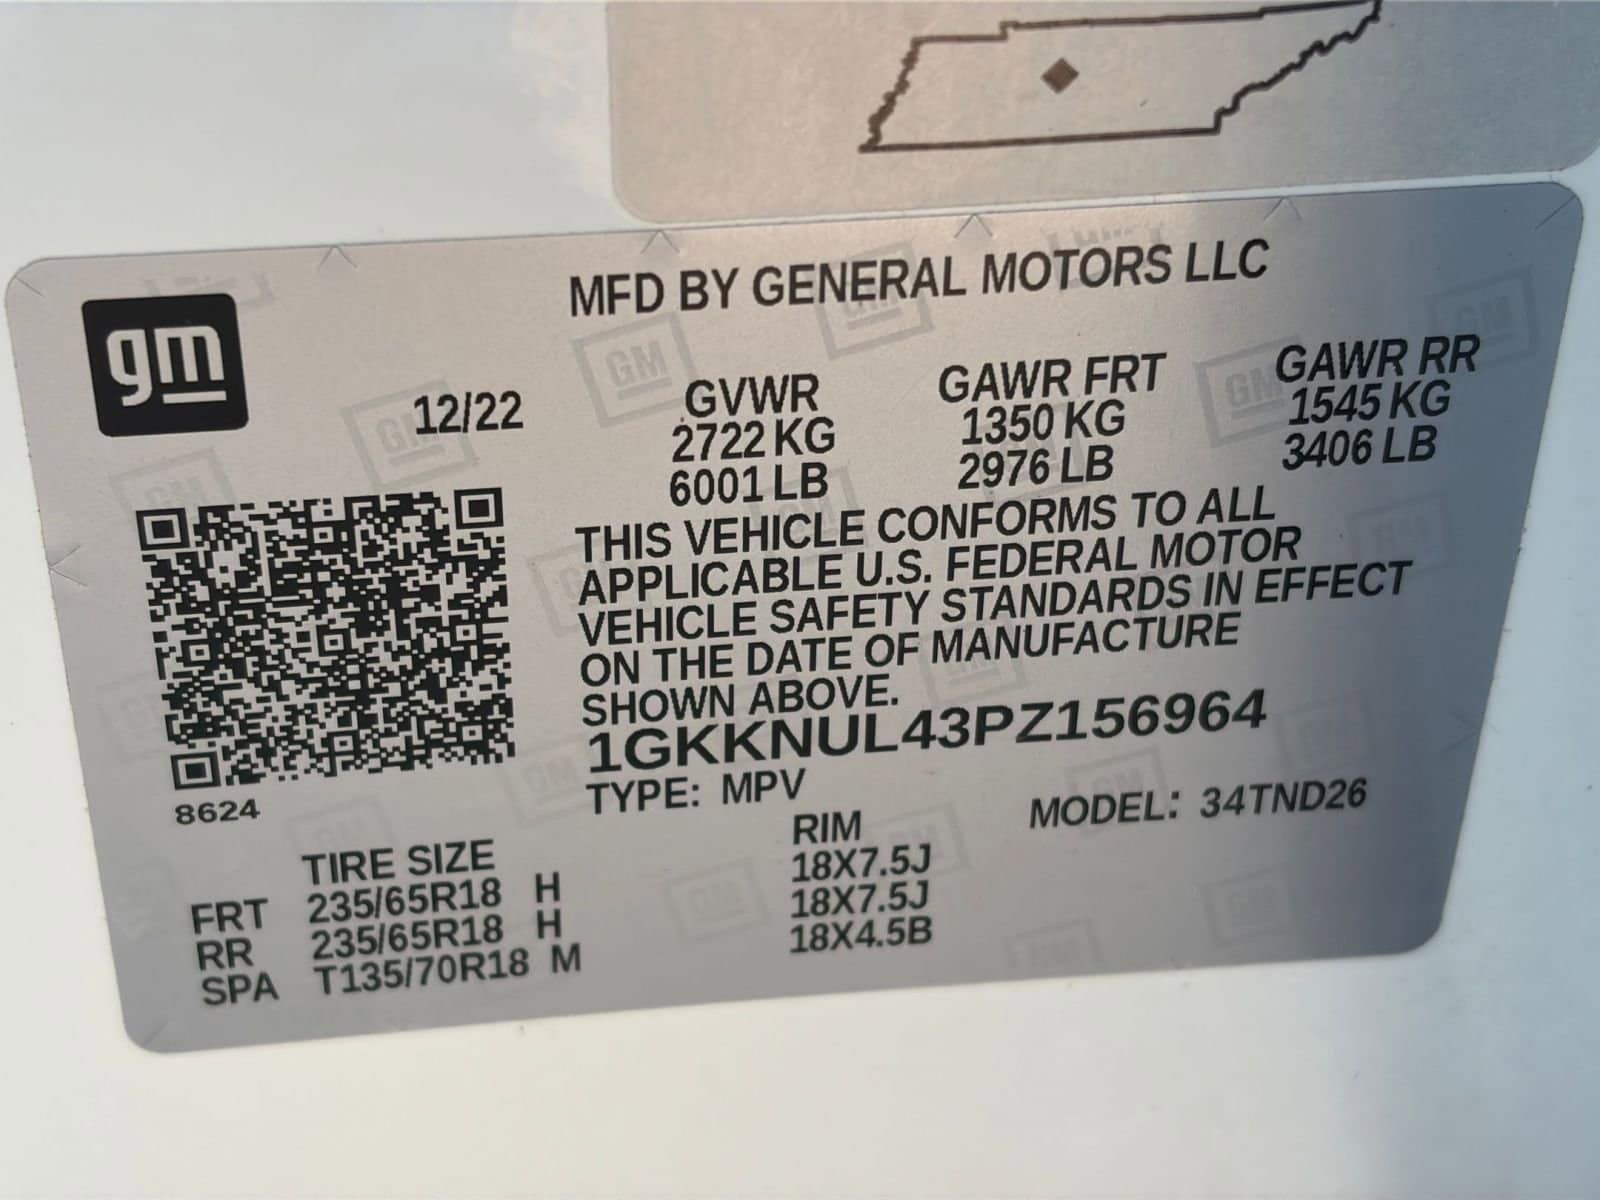 MFD BY GENERAL MOTORS LLC
gm
12/22
GVWR GAWR FRT GAWR RR
2722 KG 1350 KG 1545 KG
6001 LB 2976 LB 3406 LB
THIS VEHICLE CONFORMS TO ALL
APPLICABLE U.S. FEDERAL MOTOR
VEHICLE SAFETY STANDARDS IN EFFECT
ON THE DATE OF MANUFACTURE
SHOWN ABOVE.
1GKKNUL43PZ156964
TYPE: MPV MODEL: 34TND26
8624
TIRE SIZE RIM
FRT 235/65R18 H 18X7.5J
RR 235/65R18 H 18X7.5J
SPA T135/70R18 M 18X4.5B